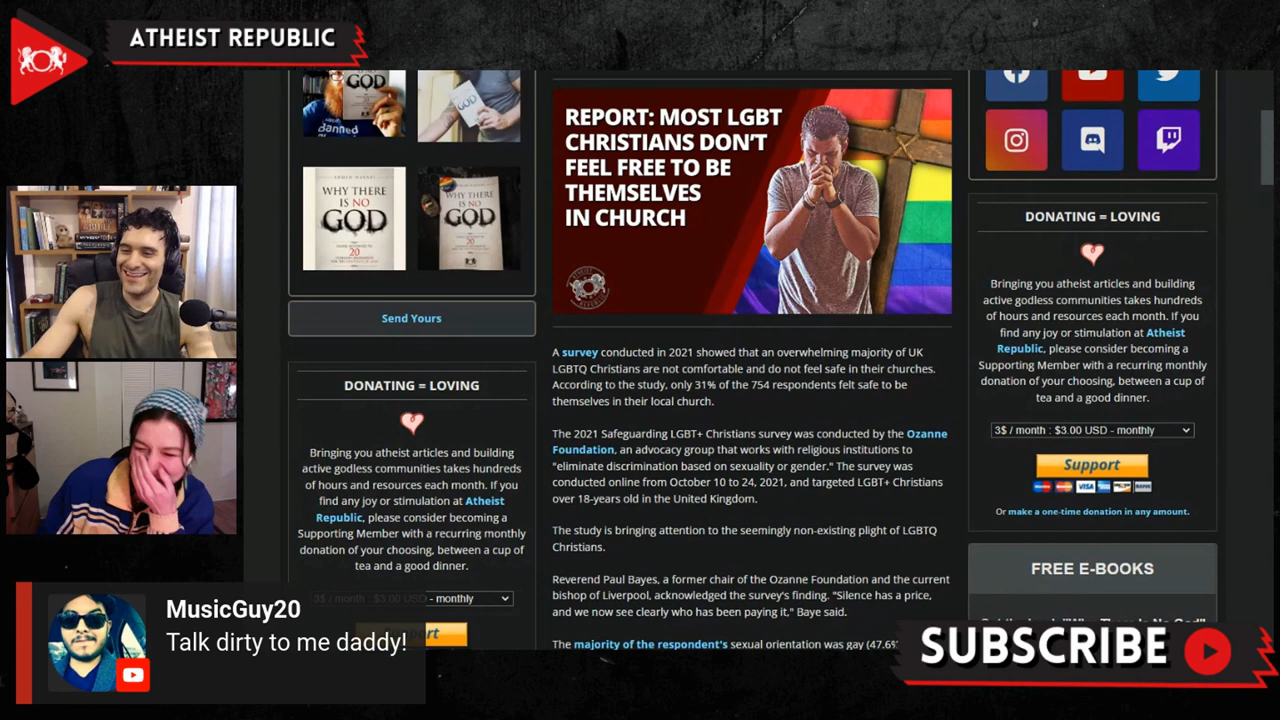 ATHEIST REPUBLIC
GOD
banned
GOD
WHY THERE
IS NO
GOD
20
WHY THERE
IS NO
GOD
20
Send Yours
DONATING = LOVING
Bringing you atheist articles and building
active godless communities takes hundreds
of hours and resources each month. If you
find any joy or stimulation at Atheist
Republic, please consider becoming a
Supporting Member with a recurring monthly
donation of your choosing, between a cup of
tea and a good dinner.
3$ / month : $3.00 USD - monthly
REPORT: MOST LGBT
CHRISTIANS DON'T
FEEL FREE TO BE
THEMSELVES
IN CHURCH
A survey conducted in 2021 showed that an overwhelming majority of UK
LGBTQ Christians are not comfortable and do not feel safe in their churches.
According to the study, only 31% of the 754 respondents felt safe to be
themselves in their local church.
The 2021 Safeguarding LGBT+ Christians survey was conducted by the Ozanne
Foundation, an advocacy group that works with religious institutions to
"eliminate discrimination based on sexuality or gender." The survey was
conducted online from October 10 to 24, 2021, and targeted LGBT+ Christians
over 18-years old in the United Kingdom.
The study is bringing attention to the seemingly non-existing plight of LGBTQ
Christians.
Reverend Paul Bayes, a former chair of the Ozanne Foundation and the current
bishop of Liverpool, acknowledged the survey's finding. "Silence has a price,
and we now see clearly who has been paying it," Baye said.
The majority of the respondent's sexual orientation was gay (47.6%
DONATING = LOVING
Bringing you atheist articles and building
active godless communities takes hundreds
of hours and resources each month. If you
find any joy or stimulation at Atheist
Republic, please consider becoming a
Supporting Member with a recurring monthly
donation of your choosing, between a cup of
tea and a good dinner.
3$ / month : $3.00 USD - monthly
Support
VISA
Or make a one-time donation in any amount.
FREE E-BOOKS
MusicGuy20
Talk dirty to me daddy!
SUBSCRIBE